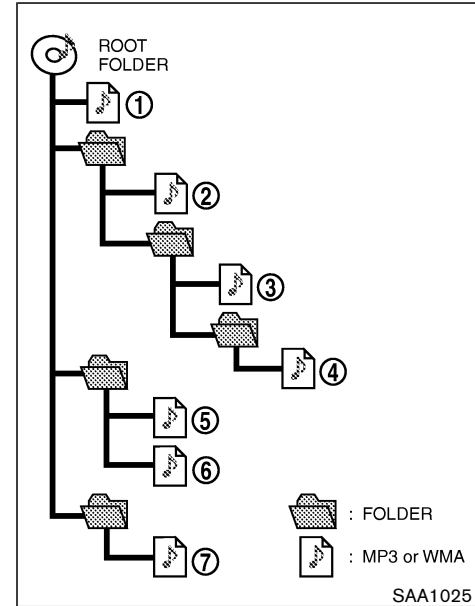 ROOT
FOLDER
①
②
③
④
⑤
⑥
⑦
: FOLDER
: MP3 or WMA
SAA1025